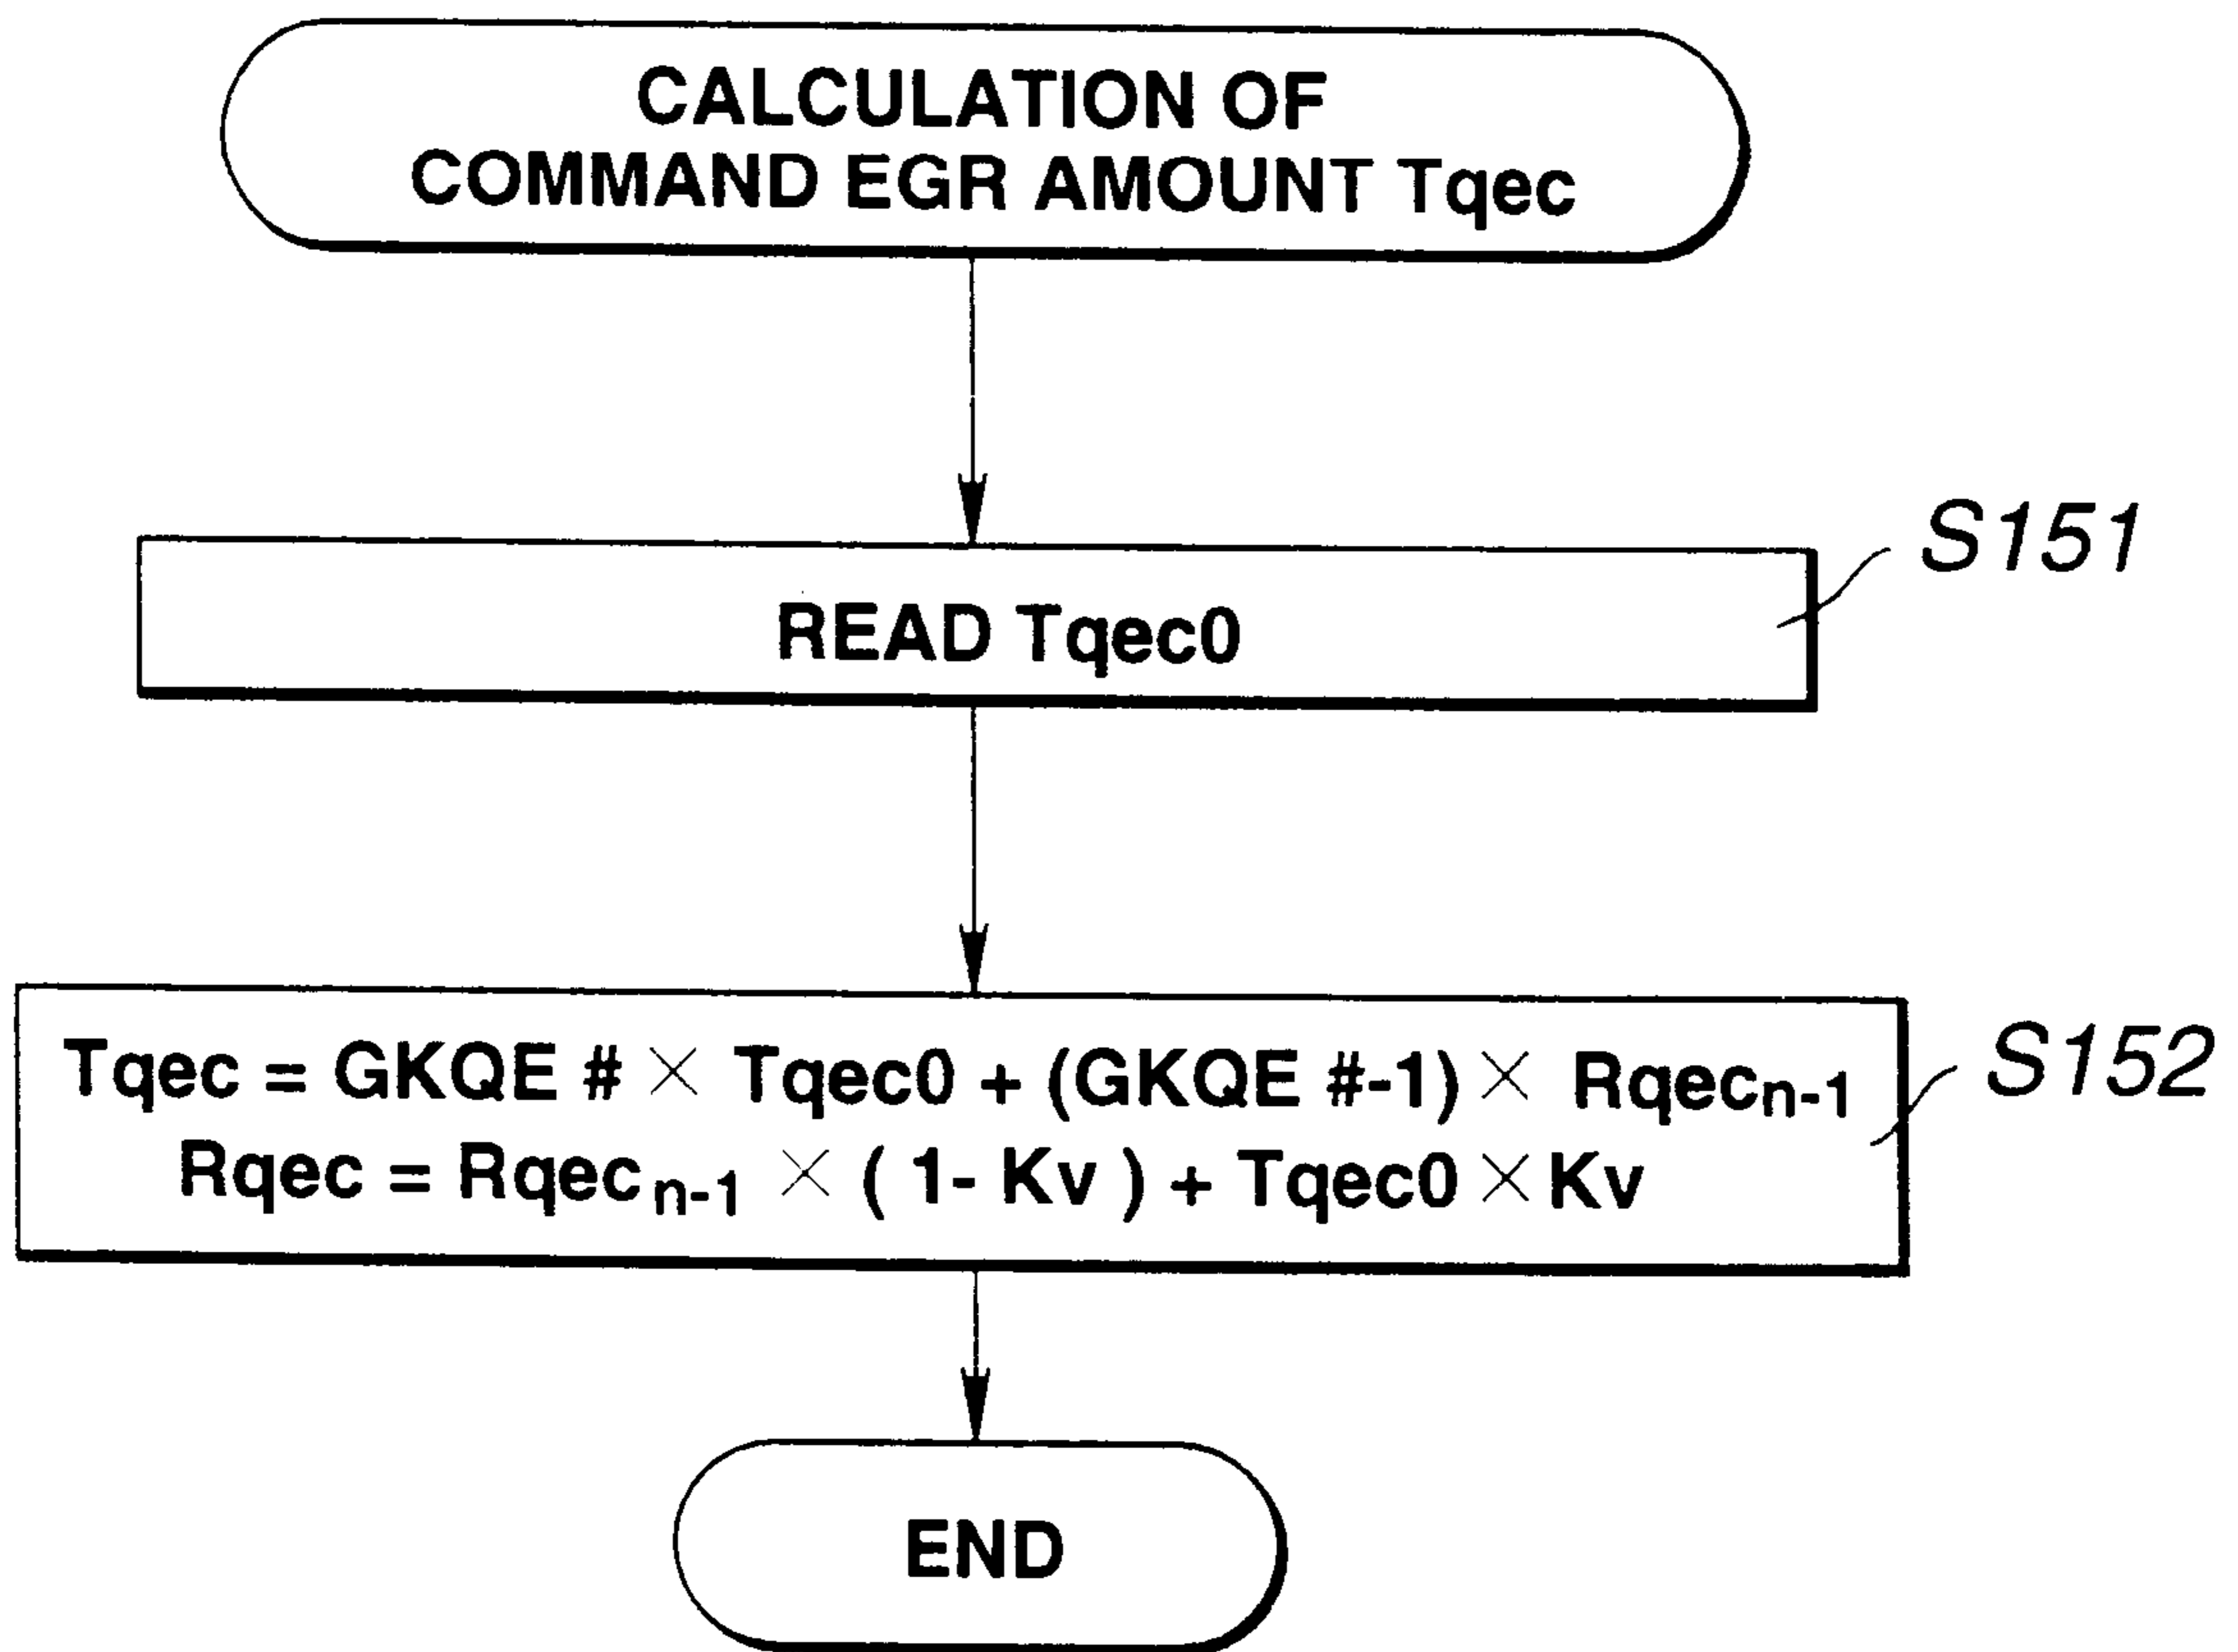 CALCULATION OF
COMMAND EGR AMOUNT Tqec
S151
READ Tqec0
S152
Tqec = GKQE # × Tqec0 + (GKQE #-1) × Rqecn-1
Rqec = Rqec n-1 × ( 1- Kv ) + Tqec0 × Kv
END